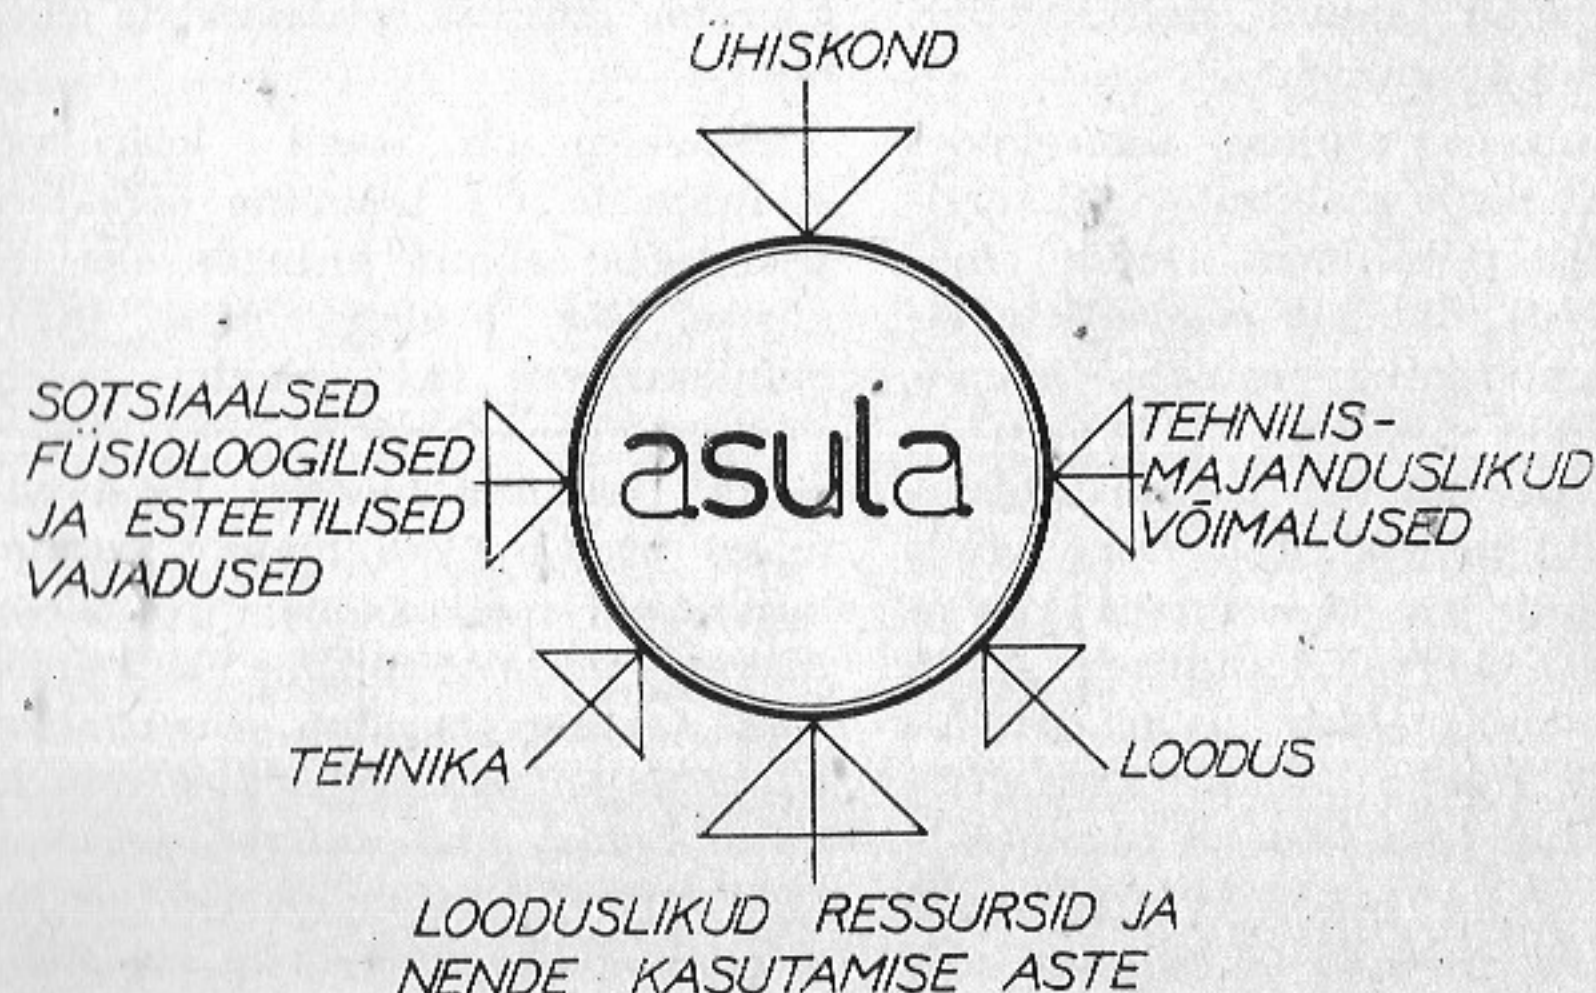 ÜHISKOND
SOTSIAALSED
FÜSIOLOOGILISED
JA ESTEETILISED
VAJADUSED
asula
TEHNILIS-
MAJANDUSLIKUD
VÕIMALUSED
TEHNIKA
LOODUS
LOODUSLIKUD RESSURSID JA
NENDE KASUTAMISE ASTE